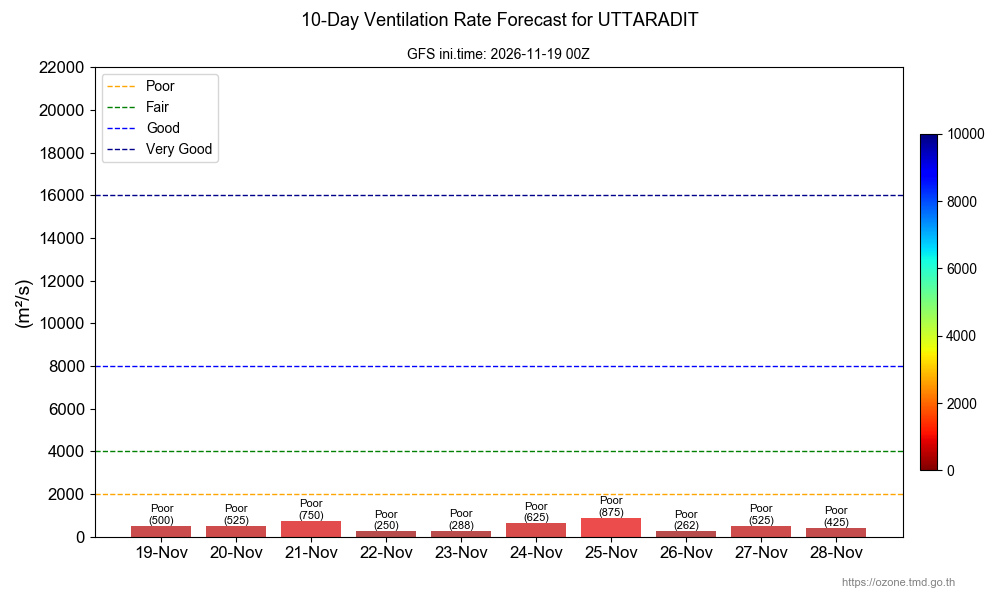 10-Day Ventilation Rate Forecast for UTTARADIT
GFS ini.time: 2026-11-19 00Z
22000
20000
18000
16000
14000
12000
10000
8000
6000
4000
2000
0
(m²/s)
Poor
Fair
Good
Very Good
Poor
(500)
Poor
(525)
Poor
(750)
Poor
(250)
Poor
(288)
Poor
(625)
Poor
(875)
Poor
(262)
Poor
(525)
Poor
(425)
19-Nov 20-Nov 21-Nov 22-Nov 23-Nov 24-Nov 25-Nov 26-Nov 27-Nov 28-Nov
10000
8000
6000
4000
2000
0
https://ozone.tmd.go.th